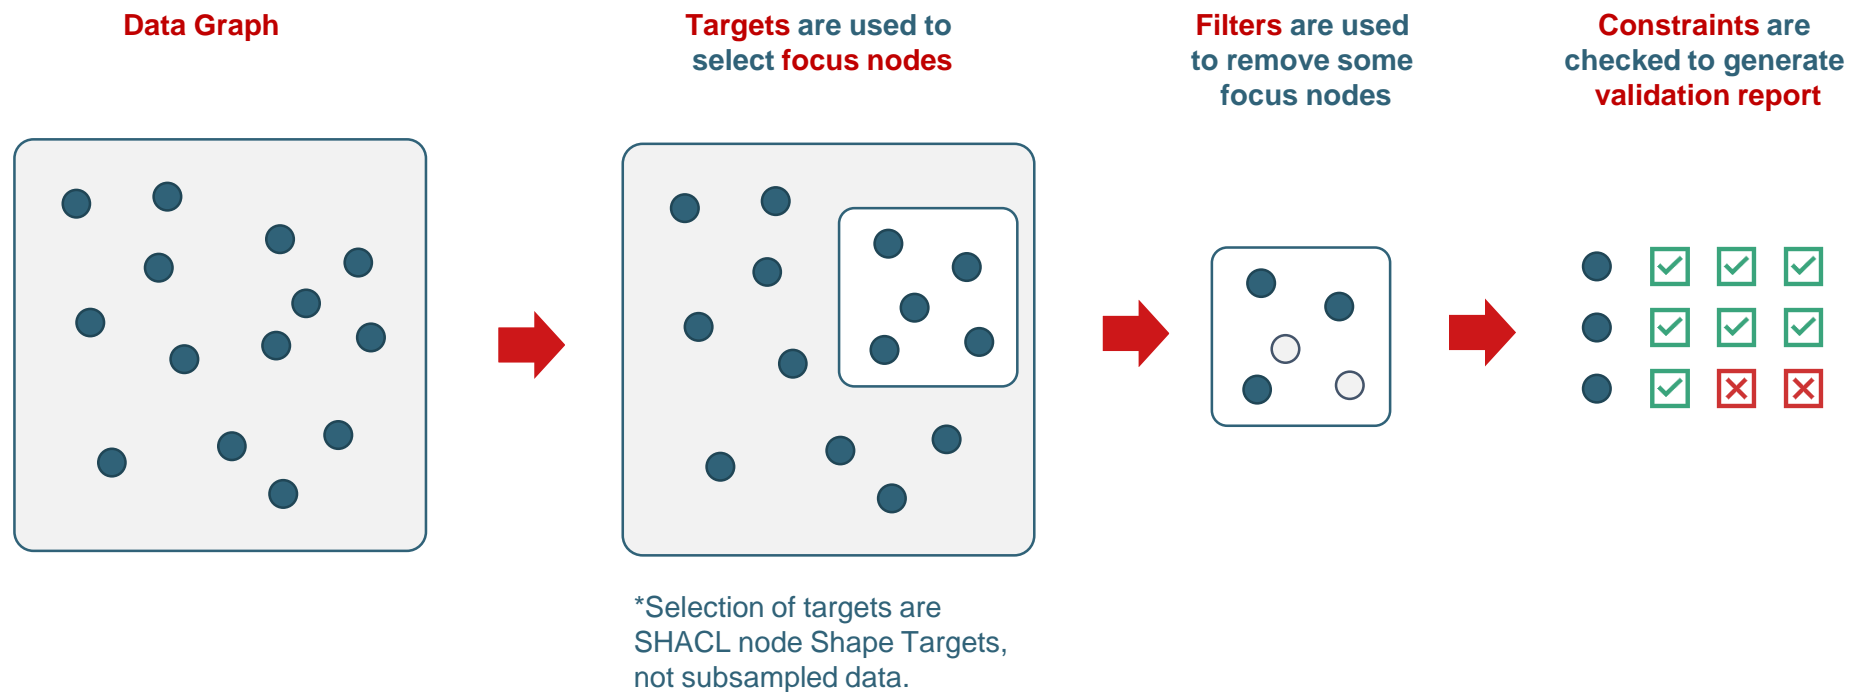 Data Graph
Targets are used to
select focus nodes
Filters are used
to remove some
focus nodes
Constraints are
checked to generate
validation report
*Selection of targets are
SHACL node Shape Targets,
not subsampled data.